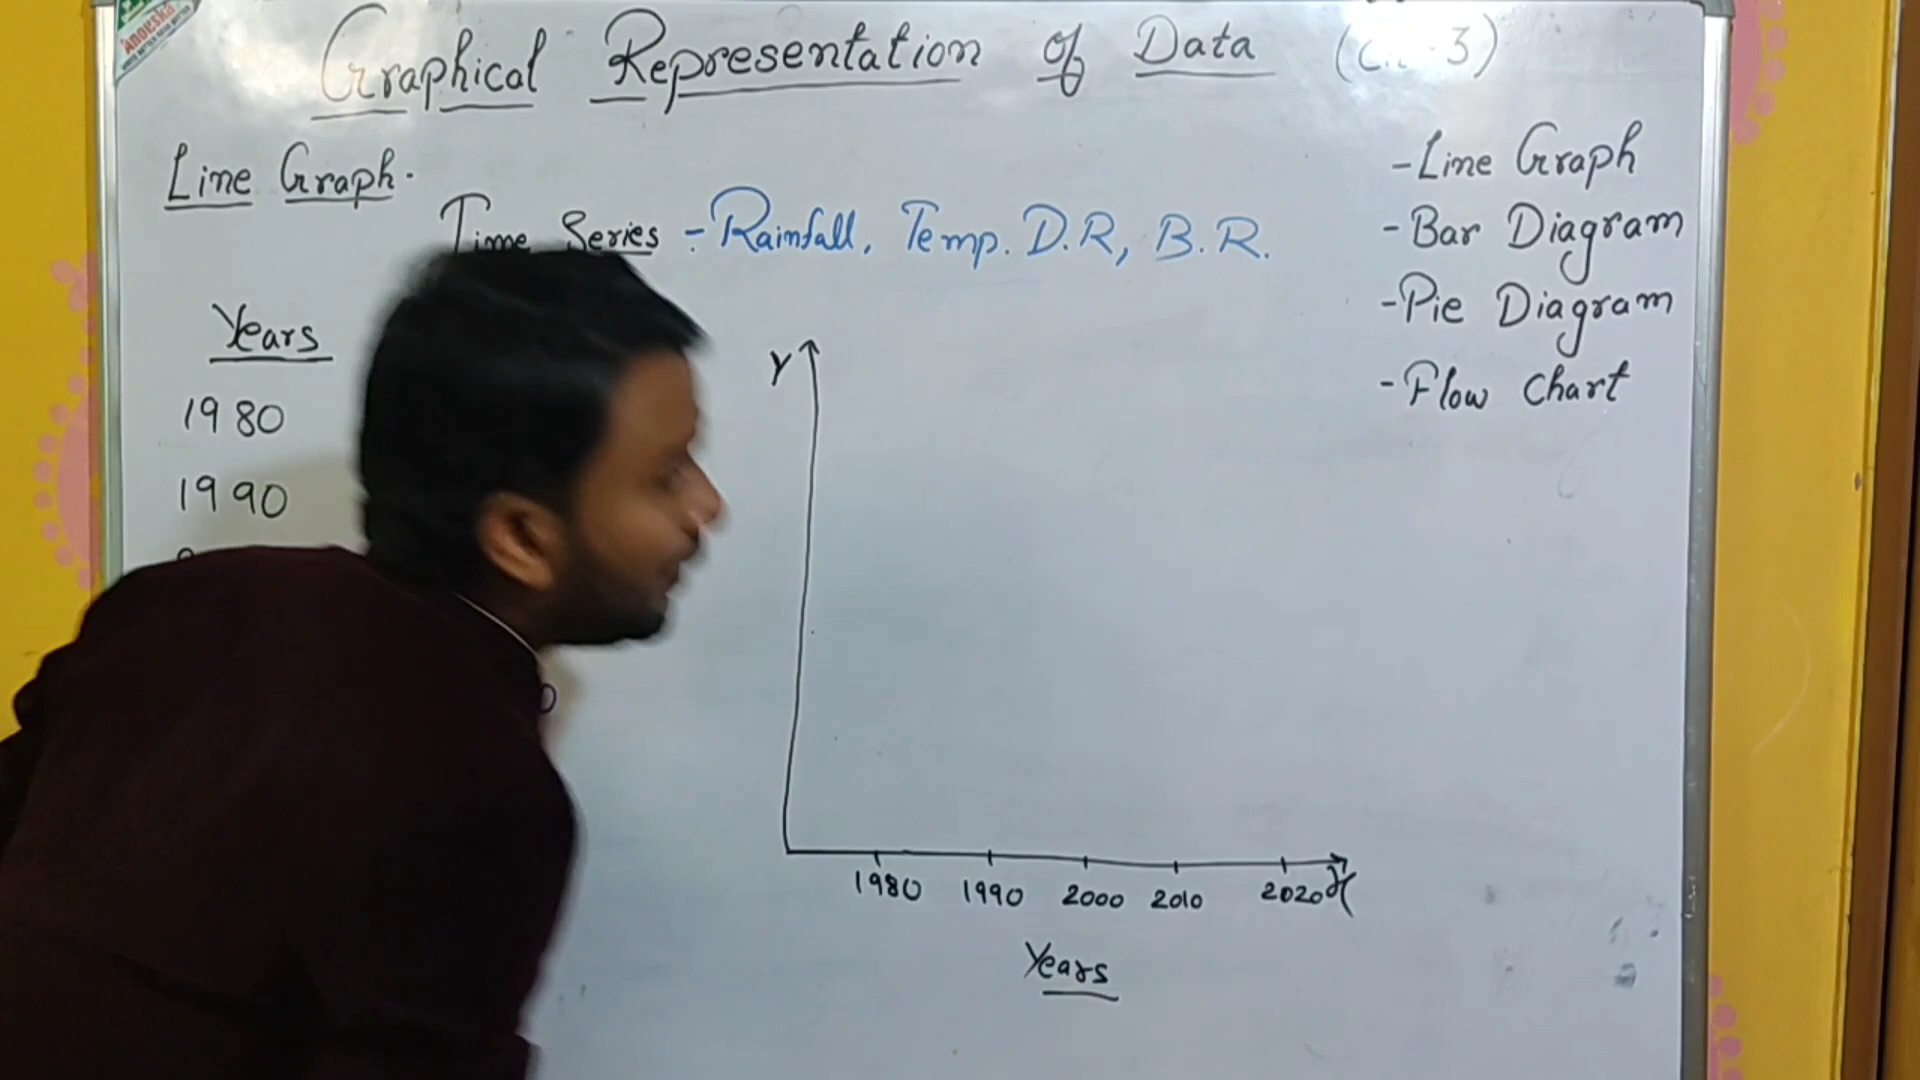 Anouska
Graphical Representation of Data (Ch-3)
Line Graph.
Time Series :- Rainfall, Temp. D.R, B.R.
- Line Graph
- Bar Diagram
- Pie Diagram
- Flow Chart
Years
1980
1990
Y
1980 1990 2000 2010 2020 X
Years